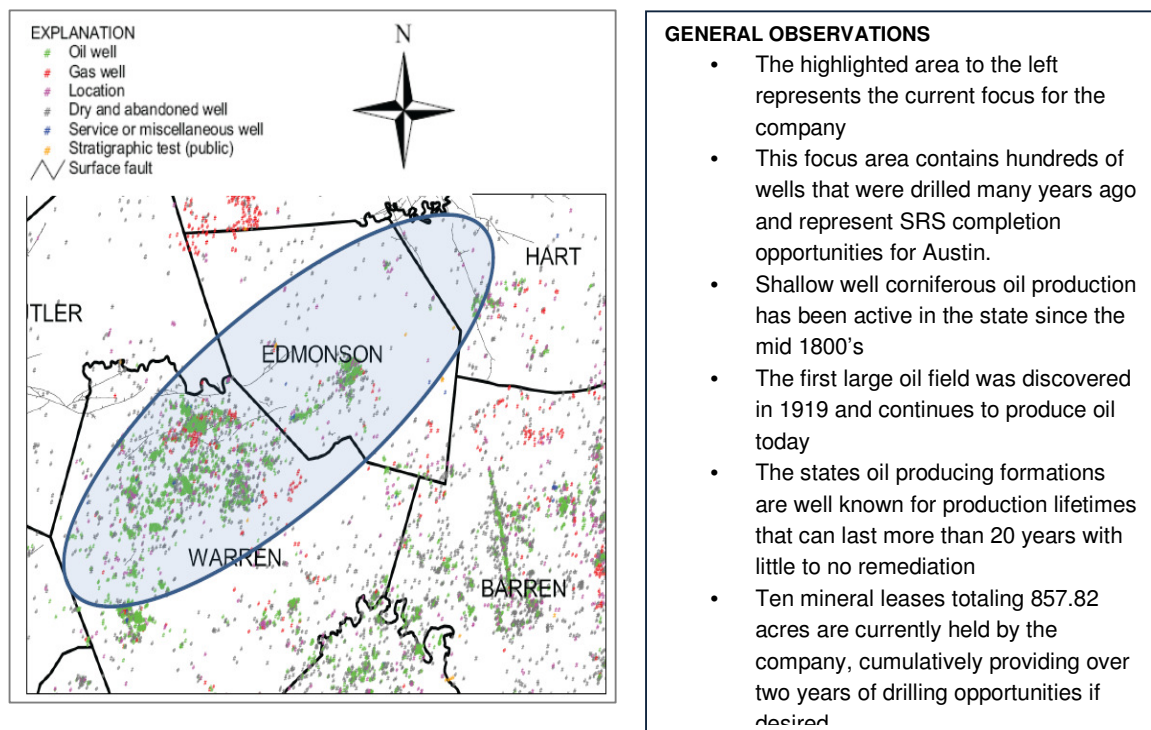 EXPLANATION
# Oil well
# Gas well
# Location
# Dry and abandoned well
# Service or miscellaneous well
# Stratigraphic test (public)
Surface fault
N
HART
UTLER
EDMONSON
WARREN
BARREN
GENERAL OBSERVATIONS
• The highlighted area to the left
represents the current focus for the
company
• This focus area contains hundreds of
wells that were drilled many years ago
and represent SRS completion
opportunities for Austin.
• Shallow well corniferous oil production
has been active in the state since the
mid 1800's
• The first large oil field was discovered
in 1919 and continues to produce oil
today
• The states oil producing formations
are well known for production lifetimes
that can last more than 20 years with
little to no remediation
• Ten mineral leases totaling 857.82
acres are currently held by the
company, cumulatively providing over
two years of drilling opportunities if
desired